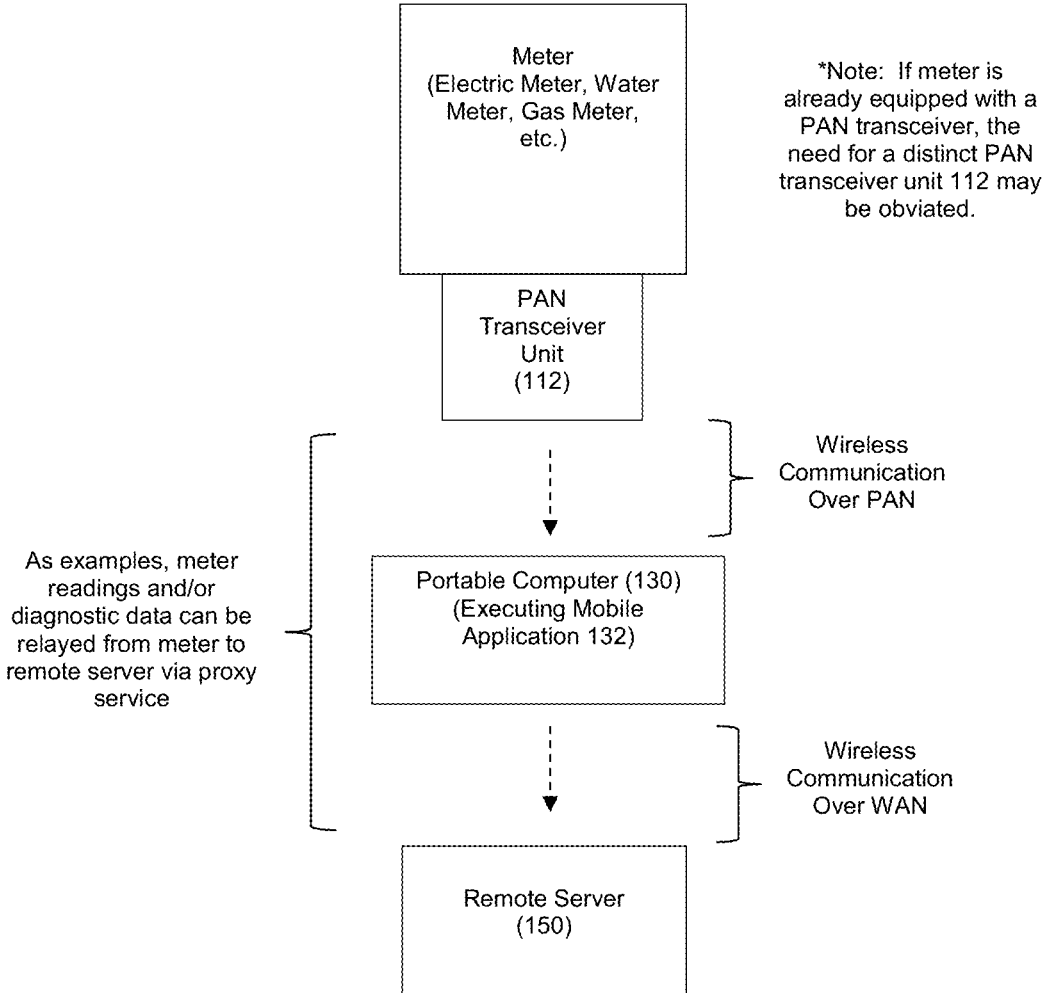 Meter
(Electric Meter, Water
Meter, Gas Meter,
etc.)
*Note:  If meter is
already equipped with a
PAN transceiver, the
need for a distinct PAN
transceiver unit 112 may
be obviated.
PAN
Transceiver
Unit
(112)
Wireless
Communication
Over PAN
As examples, meter
readings and/or
diagnostic data can be
relayed from meter to
remote server via proxy
service
Portable Computer (130)
(Executing Mobile
Application 132)
Wireless
Communication
Over WAN
Remote Server
(150)